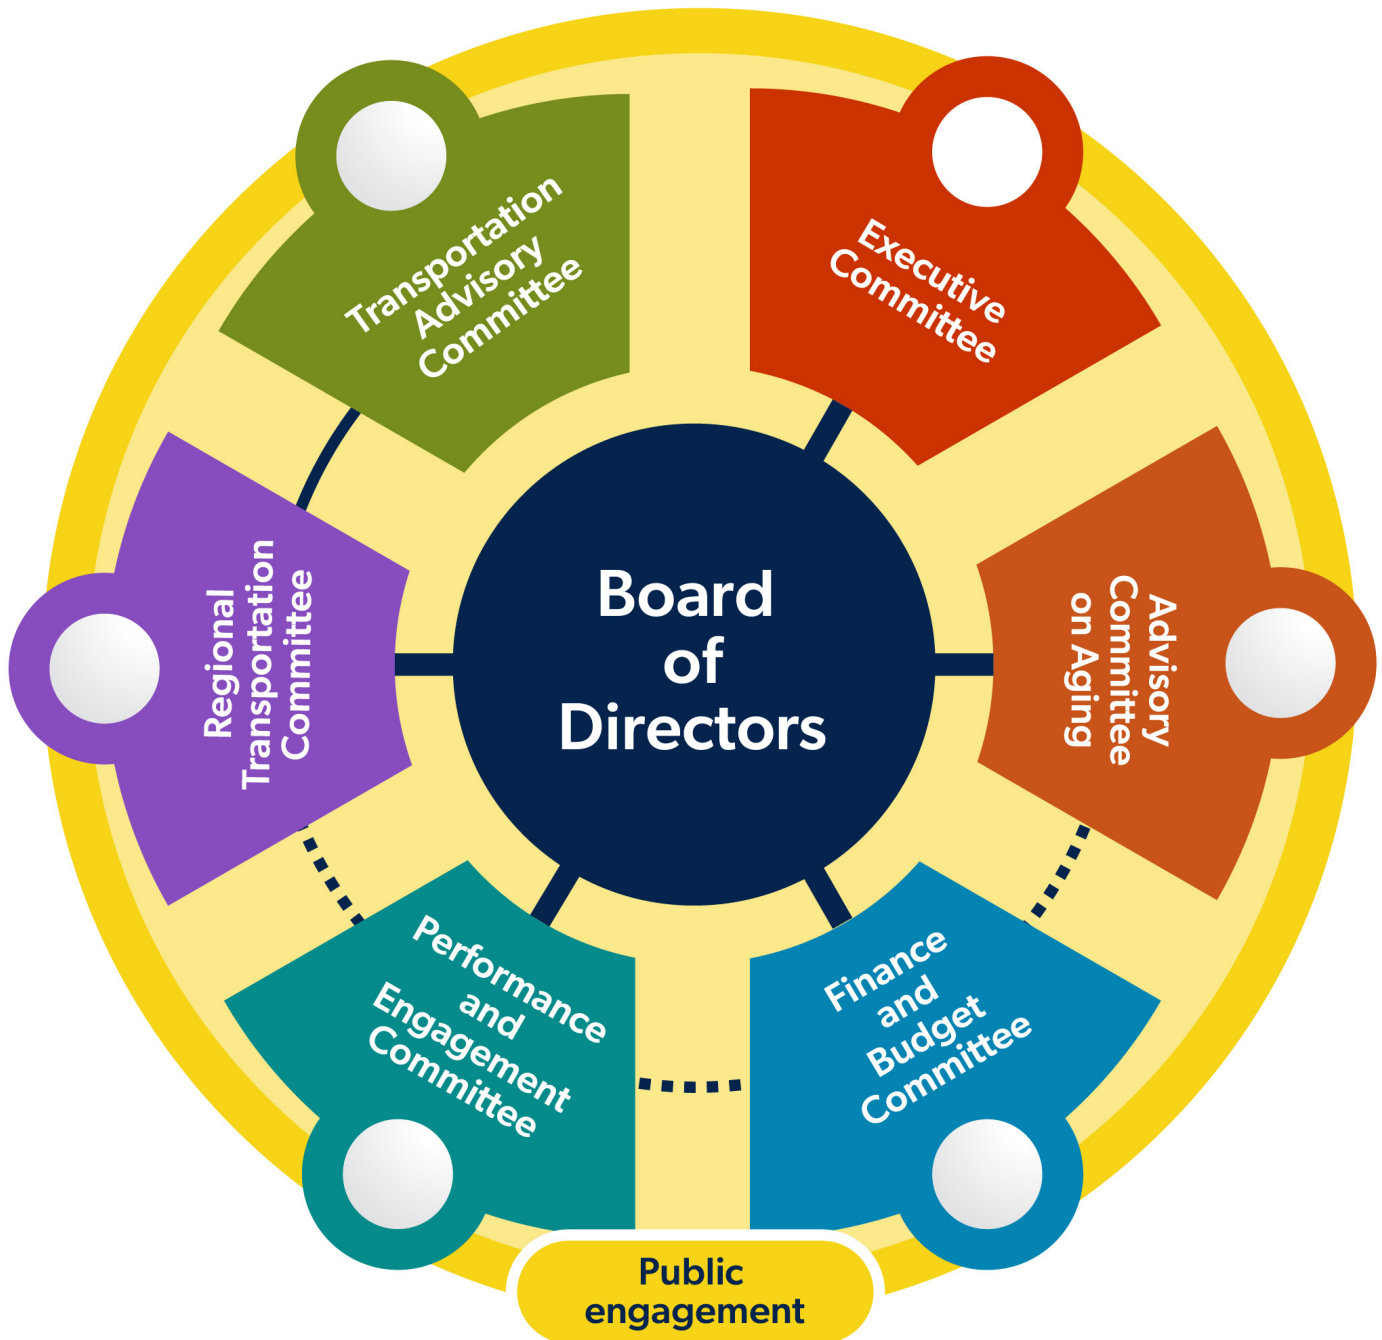 Transportation
Advisory
Committee
Executive
Committee
Regional
Transportation
Committee
Board
of
Directors
Advisory
Committee
on Aging
Performance
and
Engagement
Committee
Finance
and
Budget
Committee
Public
engagement